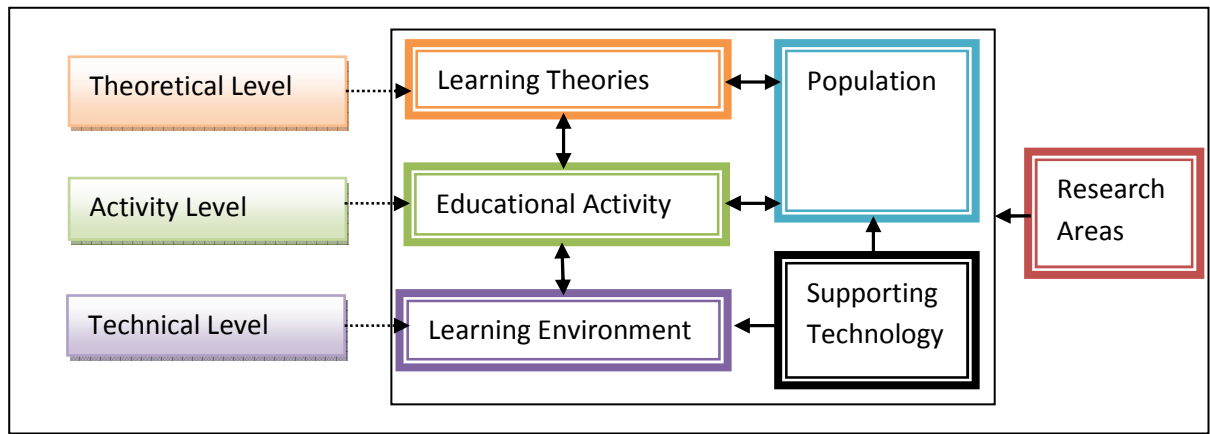 Theoretical Level
Learning Theories
Population
Activity Level
Educational Activity
Research
Areas
Technical Level
Learning Environment
Supporting
Technology